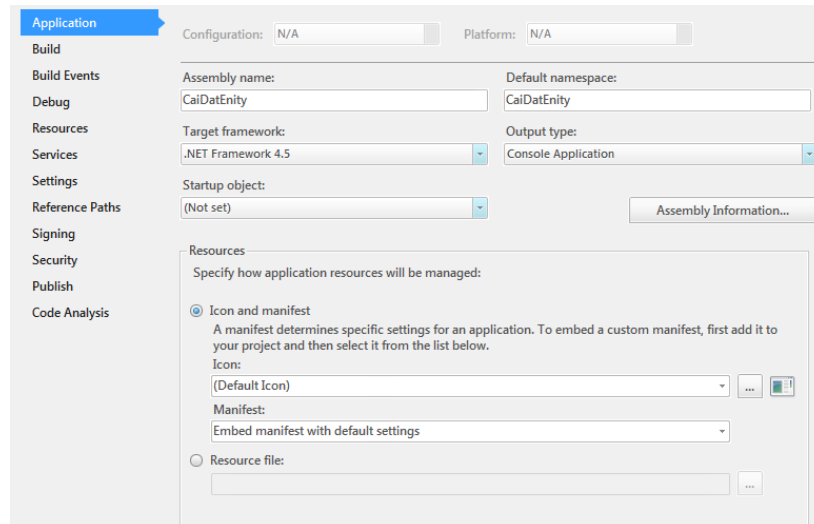 Application
Build
Build Events
Debug
Resources
Services
Settings
Reference Paths
Signing
Security
Publish
Code Analysis
Configuration: N/A Platform: N/A
Assembly name: Default namespace:
CaiDatEnity CaiDatEnity
Target framework: Output type:
.NET Framework 4.5 Console Application
Startup object:
(Not set) Assembly Information...
Resources
Specify how application resources will be managed:
Icon and manifest
A manifest determines specific settings for an application. To embed a custom manifest, first add it to
your project and then select it from the list below.
Icon:
(Default Icon) ...
Manifest:
Embed manifest with default settings
Resource file:
...